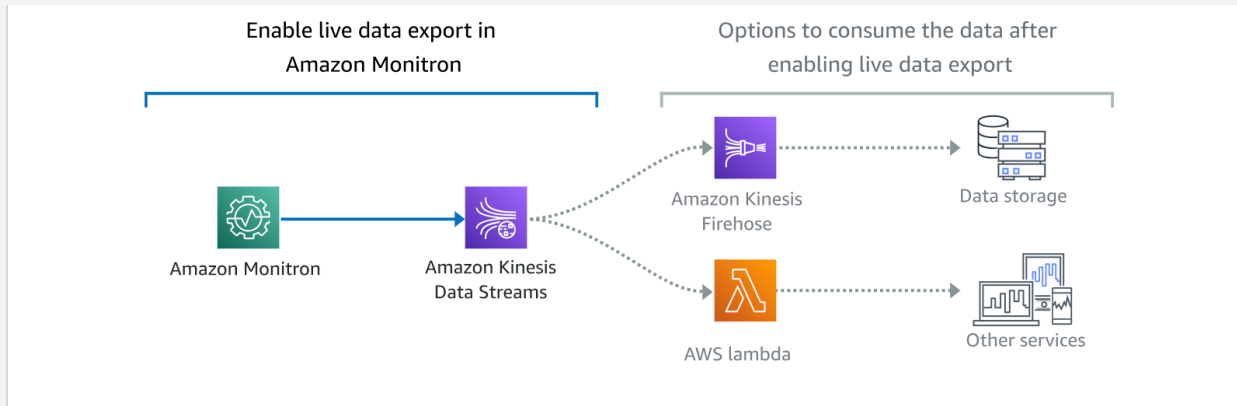 Enable live data export in
Amazon Monitron
Options to consume the data after
enabling live data export
Amazon Monitron
Amazon Kinesis
Data Streams
Amazon Kinesis
Firehose
Data storage
AWS lambda
Other services